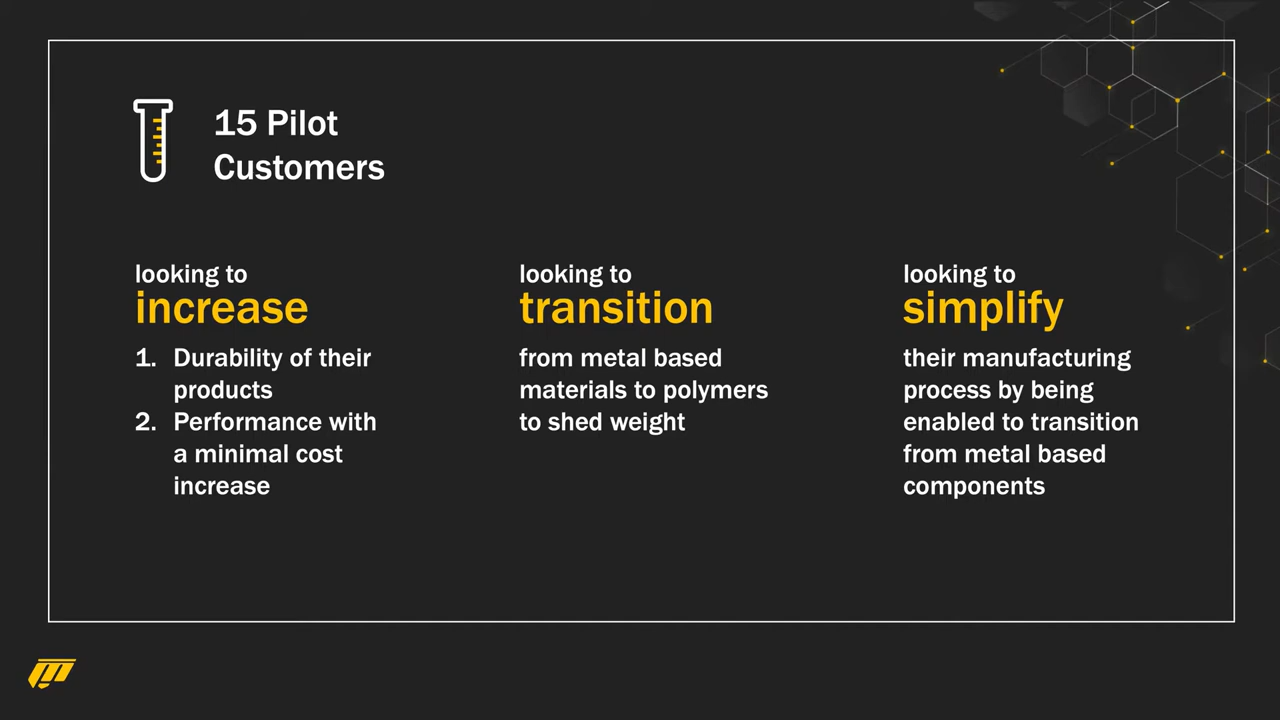 15 Pilot
Customers
looking to
increase
1. Durability of their
products
2. Performance with
a minimal cost
increase
looking to
transition
from metal based
materials to polymers
to shed weight
looking to
simplify
their manufacturing
process by being
enabled to transition
from metal based
components